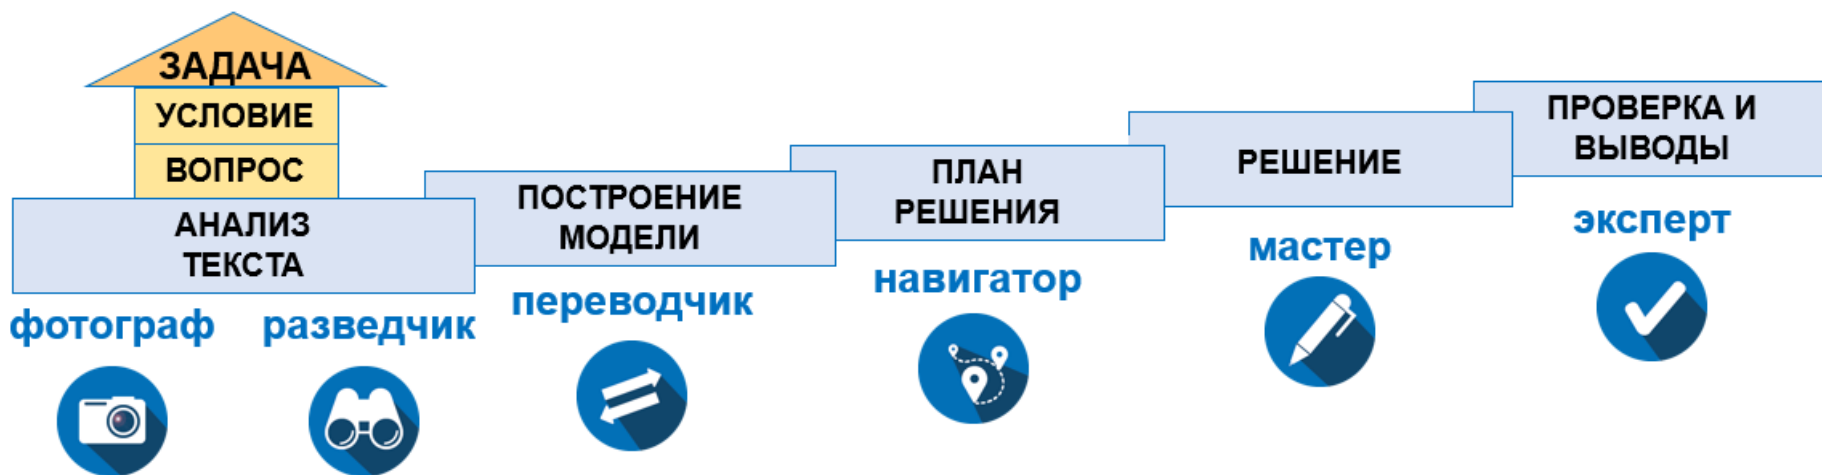 ЗАДАЧА
УСЛОВИЕ
ВОПРОС
АНАЛИЗ
ТЕКСТА
фотограф
разведчик
ПОСТРОЕНИЕ
МОДЕЛИ
переводчик
ПЛАН
РЕШЕНИЯ
навигатор
РЕШЕНИЕ
мастер
ПРОВЕРКА И
ВЫВОДЫ
эксперт